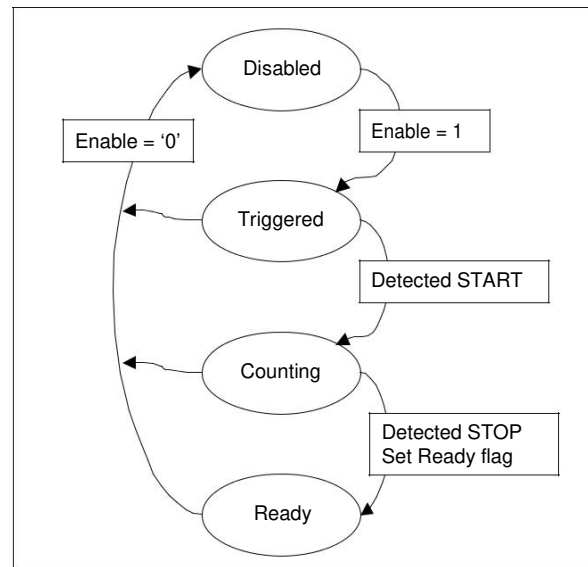 Disabled
Enable = ‘0’
Enable = 1
Triggered
Detected START
Counting
Detected STOP
Set Ready flag
Ready